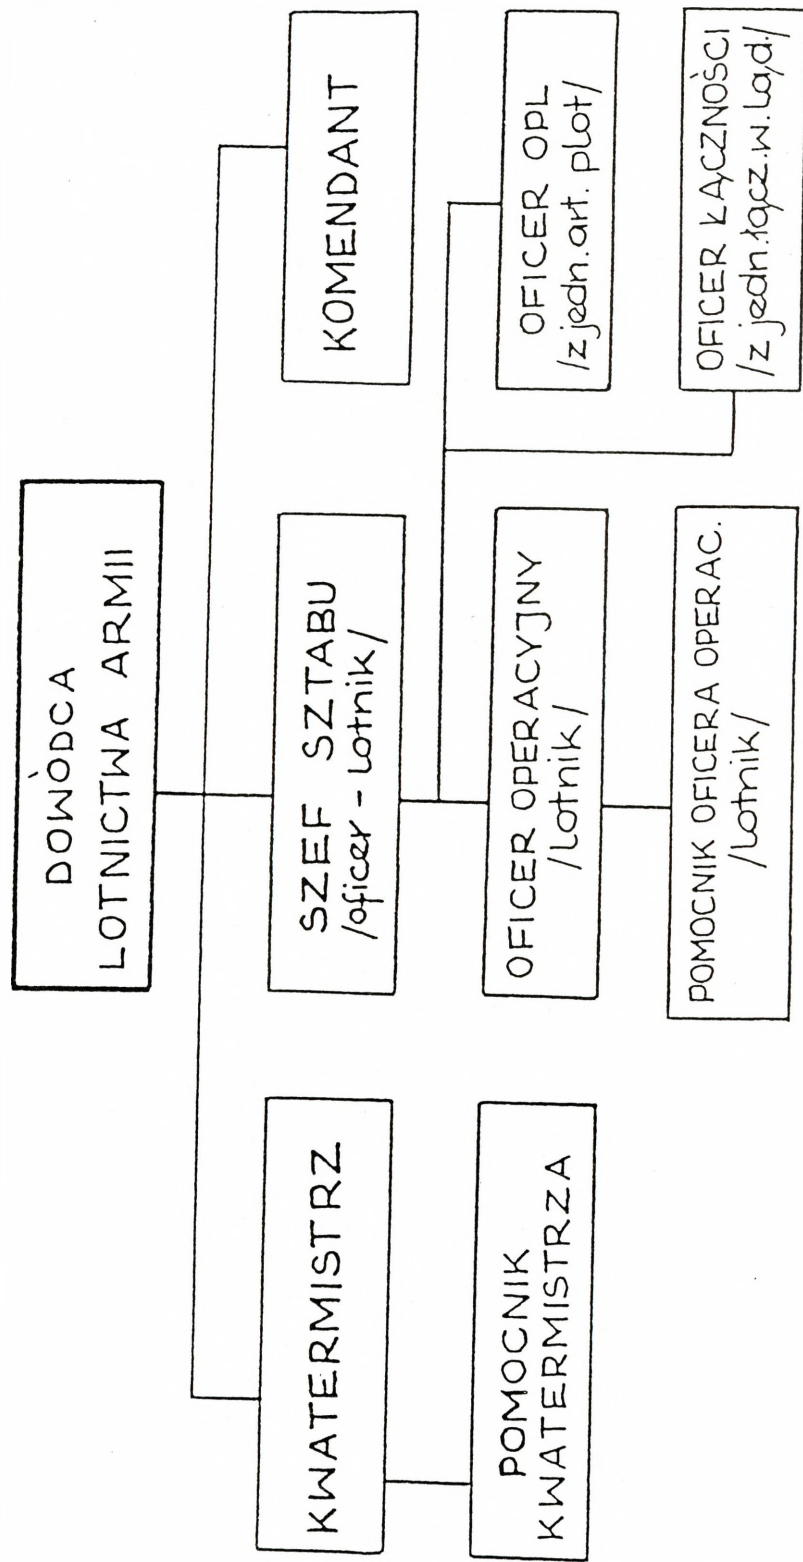 DOWÓDCA
LOTNICTWA ARMII
KWATERMISTRZ
SZEF SZTABU
/oficer - lotnik/
KOMENDANT
POMOCNIK
KWATERMISTRZA
OFICER OPERACYJNY
/lotnik/
OFICER OPL
/z jedn. art. plot/
POMOCNIK OFICERA OPERAC.
/lotnik/
OFICER ŁĄCZNOŚCI
/z jedn. łącz. w. ląd./